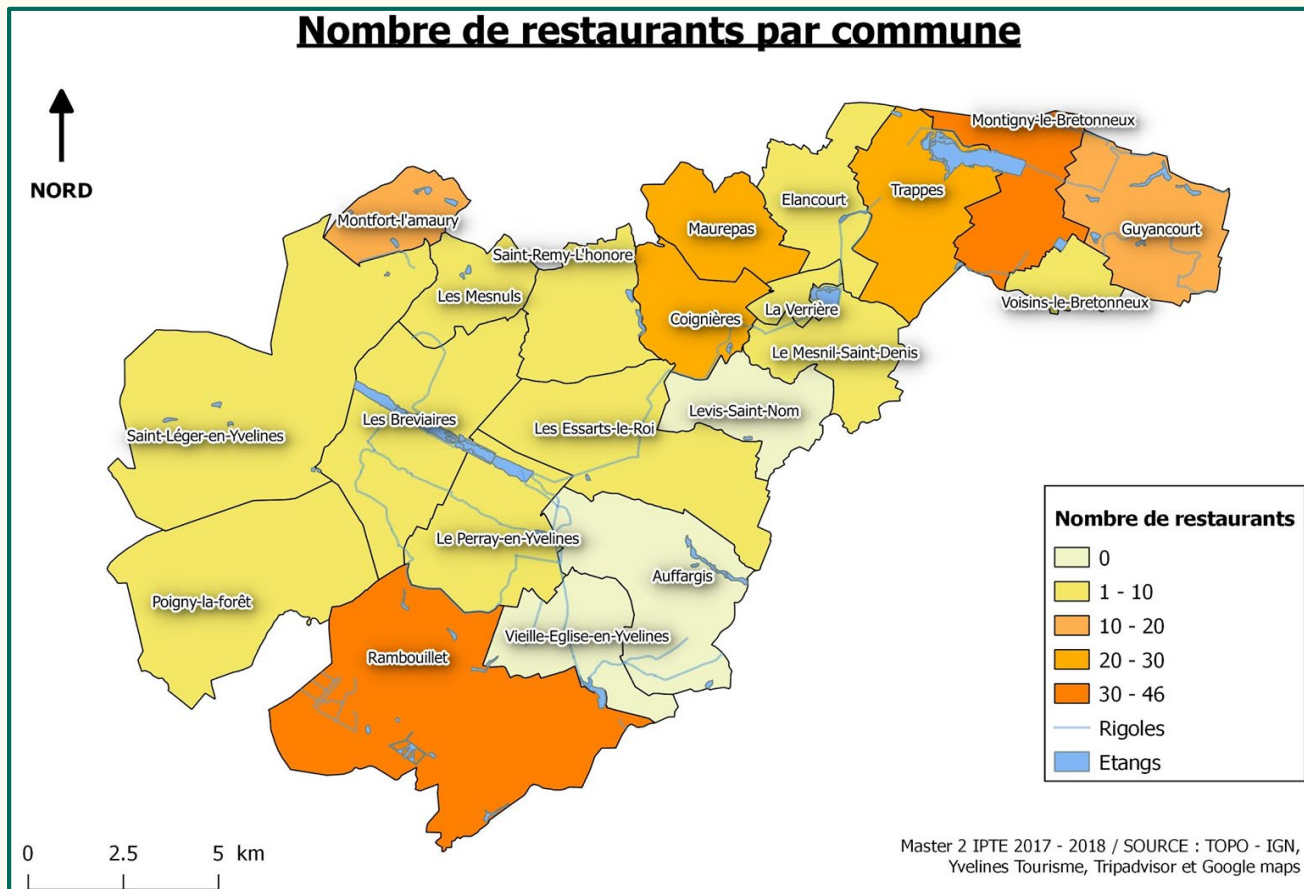 Nombre de restaurants par commune
NORD
Montigny-le-Bretonneux
Elancourt
Trappes
Montfort-l'amaury
Maurepas
Guyancourt
Saint-Remy-L'honore
Les Mesnuls
Voisins-le-Bretonneux
La Verrière
Coignières
Le Mesnil-Saint-Denis
Levis-Saint-Nom
Les Breviaires
Les Essarts-le-Roi
Saint-Léger-en-Yvelines
Le Perray-en-Yvelines
Auffargis
Poigny-la-forêt
Vieille-Eglise-en-Yvelines
Rambouillet
Nombre de restaurants
0
1 - 10
10 - 20
20 - 30
30 - 46
Rigoles
Etangs
0 2.5 5 km
Master 2 IPTE 2017 - 2018 / SOURCE : TOPO - IGN,
Yvelines Tourisme, Tripadvisor et Google maps